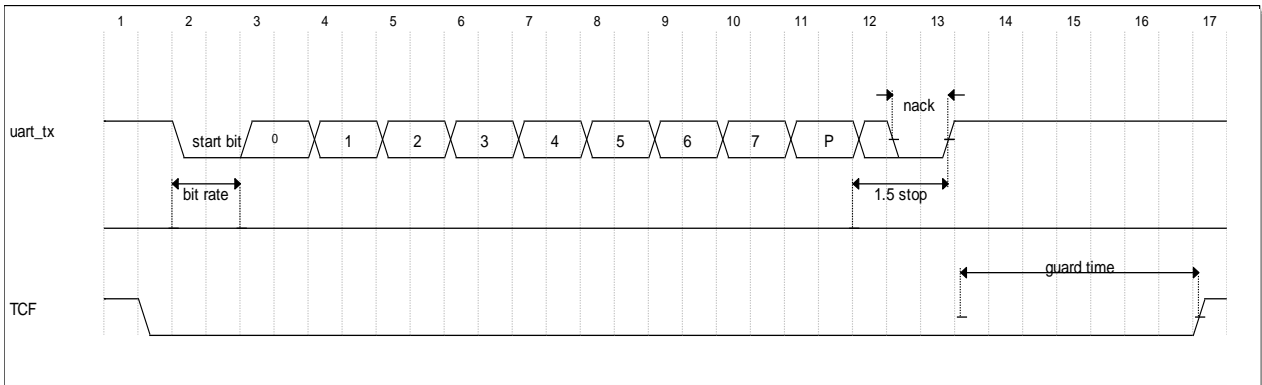 1 2 3 4 5 6 7 8 9 10 11 12 13 14 15 16 17
nack
uart_tx start bit 0 1 2 3 4 5 6 7 P
bit rate 1.5 stop
guard time
TCF